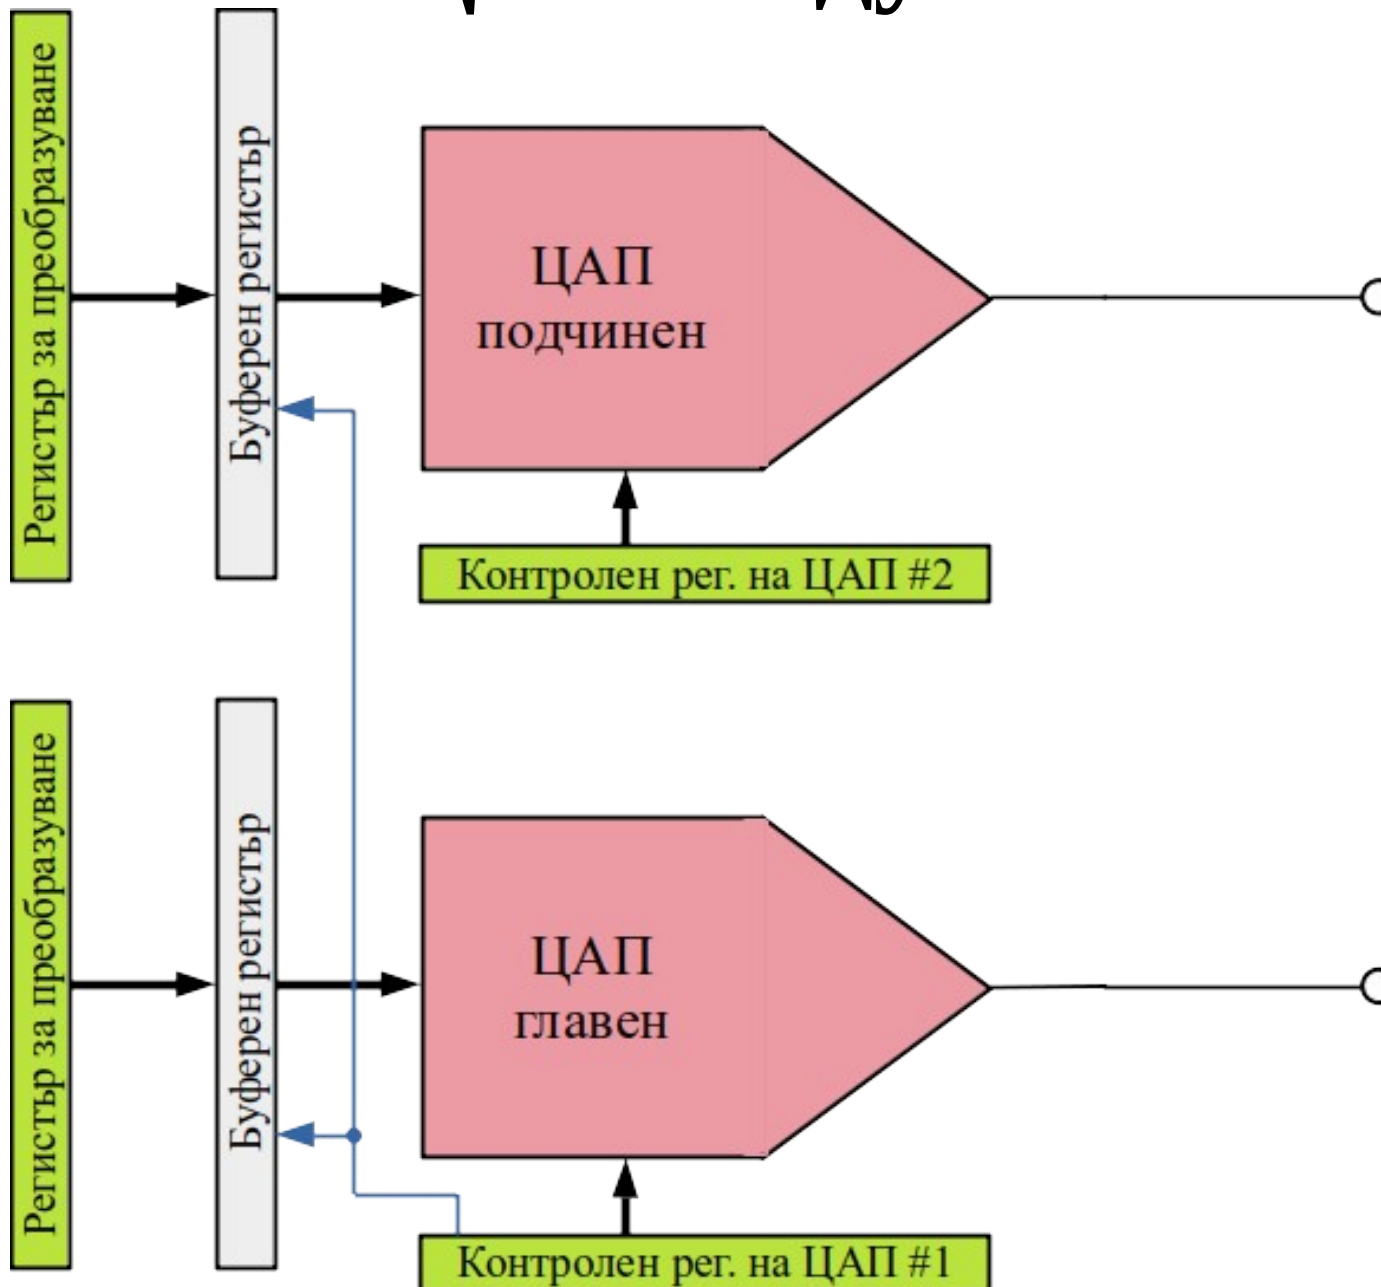 Регистър за преобразуване
Буферен регистър
ЦАП
подчинен
Контролен рег. на ЦАП #2
Регистър за преобразуване
Буферен регистър
ЦАП
главен
Контролен рег. на ЦАП #1